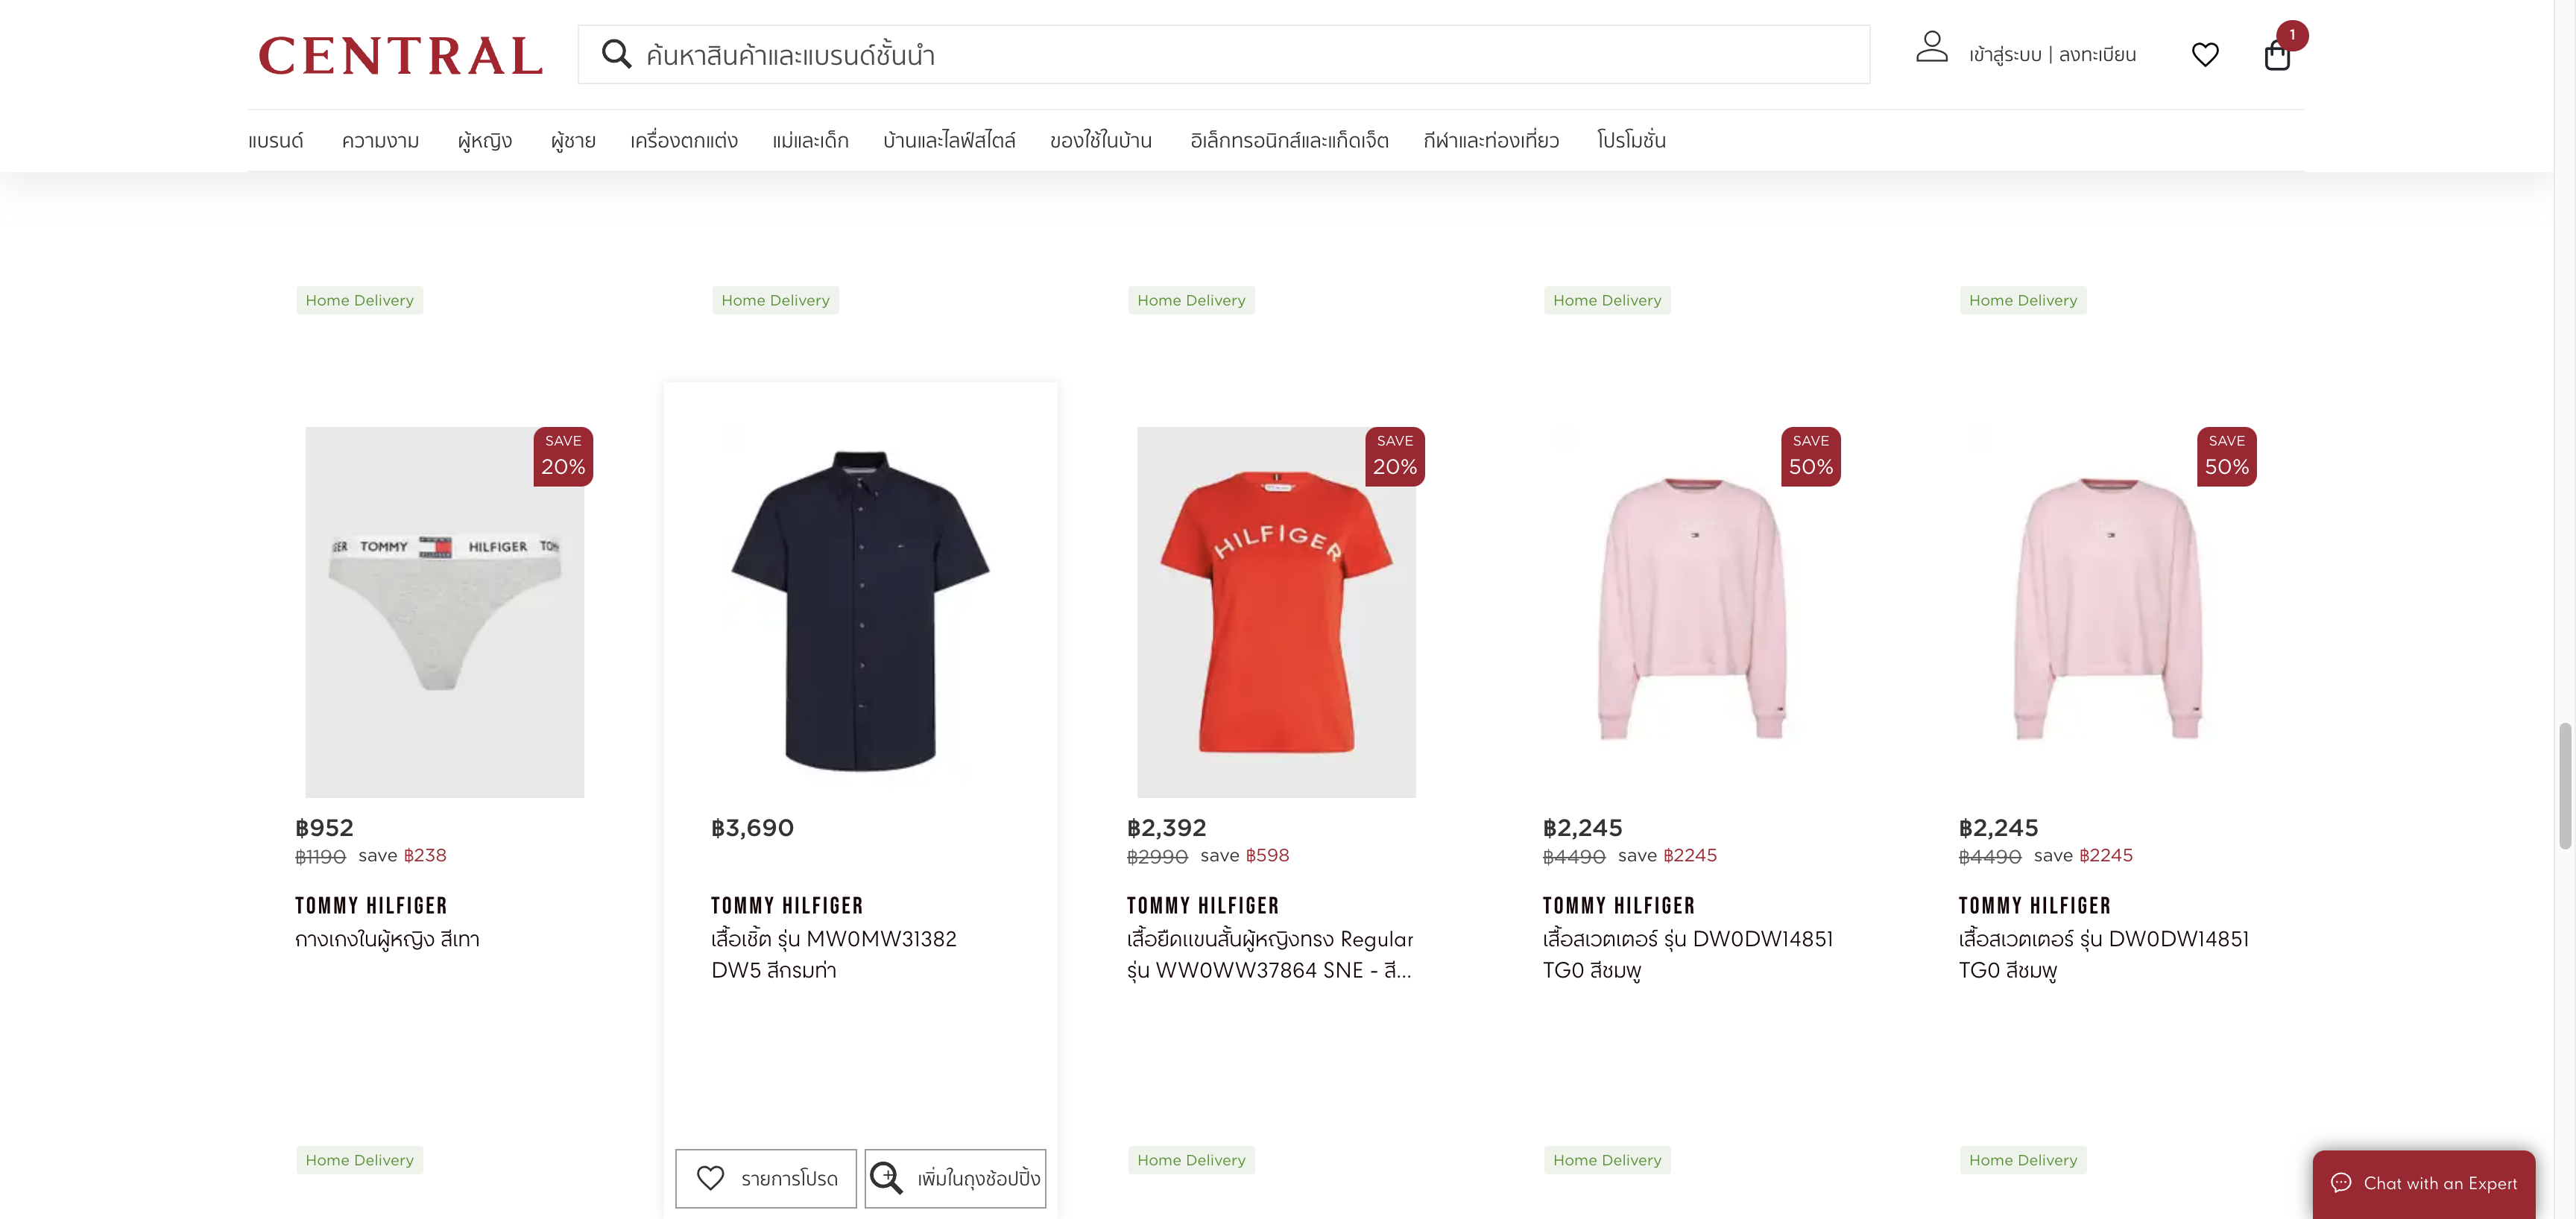 CENTRAL
ค้นหาสินค้าและแบรนด์ชั้นนำ
เข้าสู่ระบบ | ลงทะเบียน
1
แบรนด์ ความงาม ผู้หญิง ผู้ชาย เครื่องตกแต่ง แม่และเด็ก บ้านและไลฟ์สไตล์ ของใช้ในบ้าน อิเล็กทรอนิกส์และแก็ดเจ็ต กีฬาและท่องเที่ยว โปรโมชั่น
Home Delivery Home Delivery Home Delivery Home Delivery Home Delivery
SAVE
20%
TOMMY HILFIGER
฿952
฿1190 save ฿238
TOMMY HILFIGER
กางเกงในผู้หญิง สีเทา
Home Delivery
฿3,690
TOMMY HILFIGER
เสื้อเชิ้ต รุ่น MW0MW31382
DW5 สีกรมท่า
รายการโปรด
เพิ่มในถุงช้อปปิ้ง
SAVE
20%
HILFIGER
฿2,392
฿2990 save ฿598
TOMMY HILFIGER
เสื้อยืดแขนสั้นผู้หญิงทรง Regular
รุ่น WW0WW37864 SNE - สี...
Home Delivery
SAVE
50%
฿2,245
฿4490 save ฿2245
TOMMY HILFIGER
เสื้อสเวตเตอร์ รุ่น DW0DW14851
TG0 สีชมพู
Home Delivery
SAVE
50%
฿2,245
฿4490 save ฿2245
TOMMY HILFIGER
เสื้อสเวตเตอร์ รุ่น DW0DW14851
TG0 สีชมพู
Home Delivery
Chat with an Expert